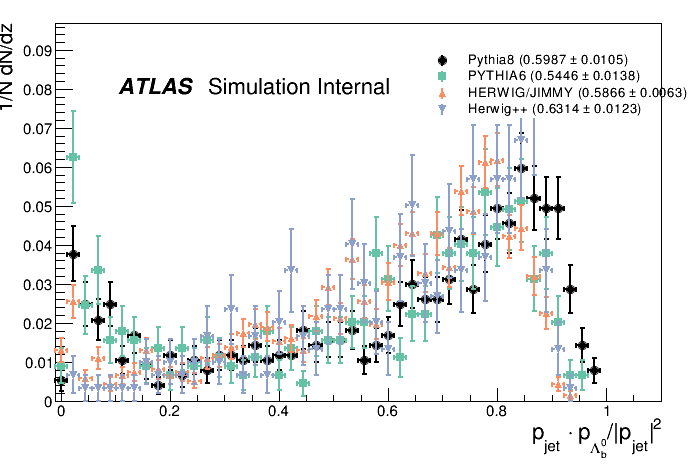 1/N dN/dz
0.09
0.08
0.07
0.06
0.05
0.04
0.03
0.02
0.01
0
ATLAS Simulation Internal
Pythia8 (0.5987 ± 0.0105)
PYTHIA6 (0.5446 ± 0.0138)
HERWIG/JIMMY (0.5866 ± 0.0063)
Herwig++ (0.6314 ± 0.0123)
0 0.2 0.4 0.6 0.8 1
p_jet · p_Λ_b^0/|p_jet|^2